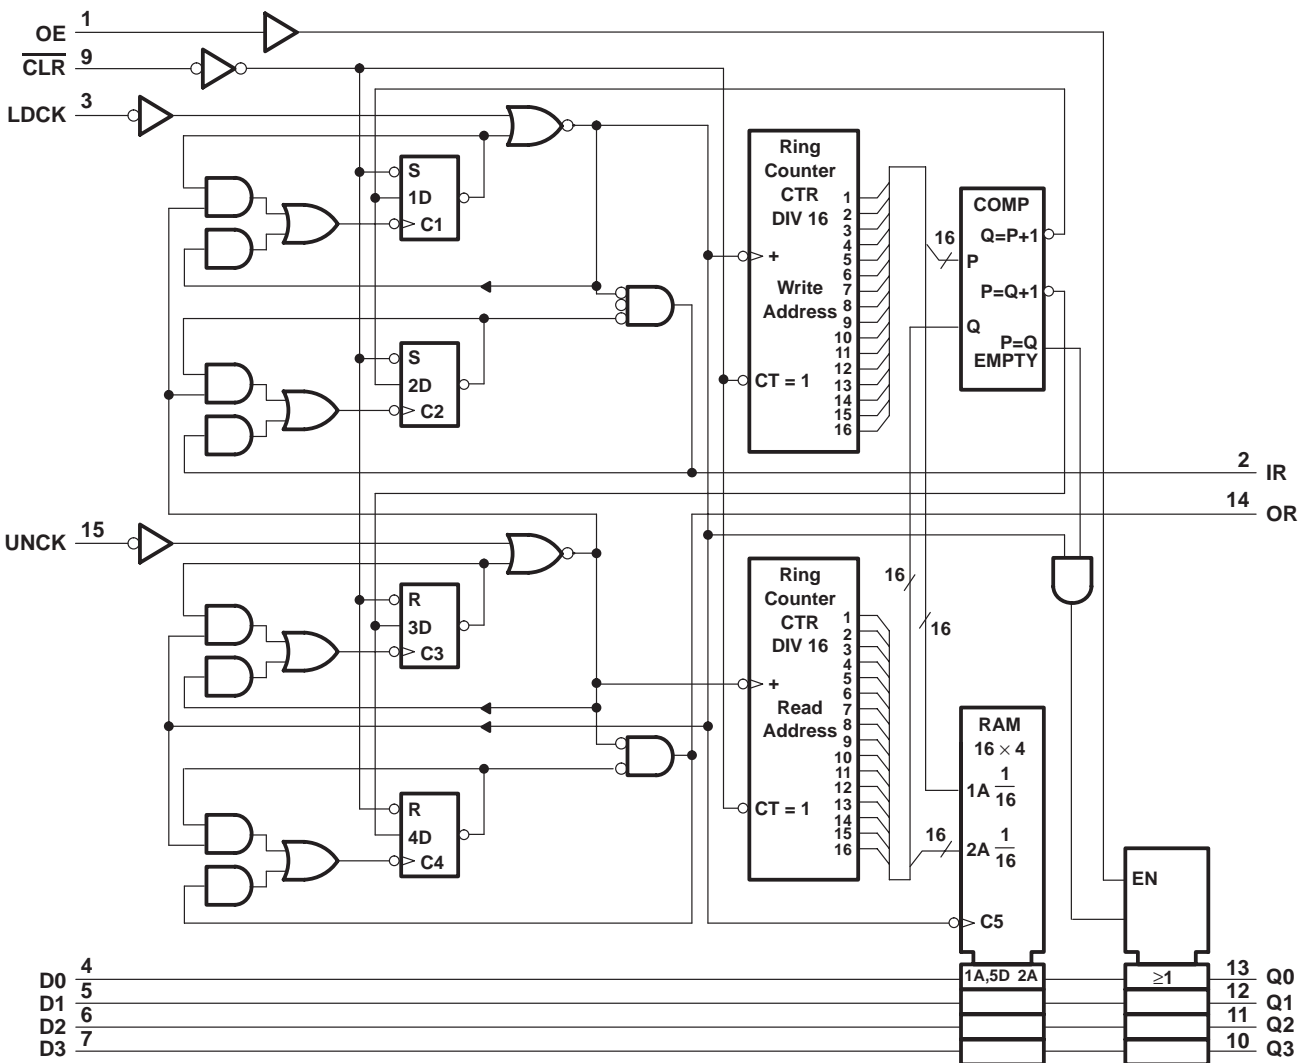 OE 1
CLR 9
LDCK 3
S
1D
C1
S
2D
C2
Ring
Counter
CTR
DIV 16
Write
Address
+
CT = 1
1
2
3
4
5
6
7
8
9
10
11
12
13
14
15
16
16
COMP
Q=P+1
P
P=Q+1
Q
P=Q
EMPTY
2 IR
14 OR
UNCK 15
R
3D
C3
R
4D
C4
Ring
Counter
CTR
DIV 16
Read
Address
+
CT = 1
1
2
3
4
5
6
7
8
9
10
11
12
13
14
15
16
16
16
16
RAM
16 × 4
1A 1/16
2A 1/16
C5
EN
D0 4
1A,5D 2A
≥1
13 Q0
D1 5
12 Q1
D2 6
11 Q2
D3 7
10 Q3